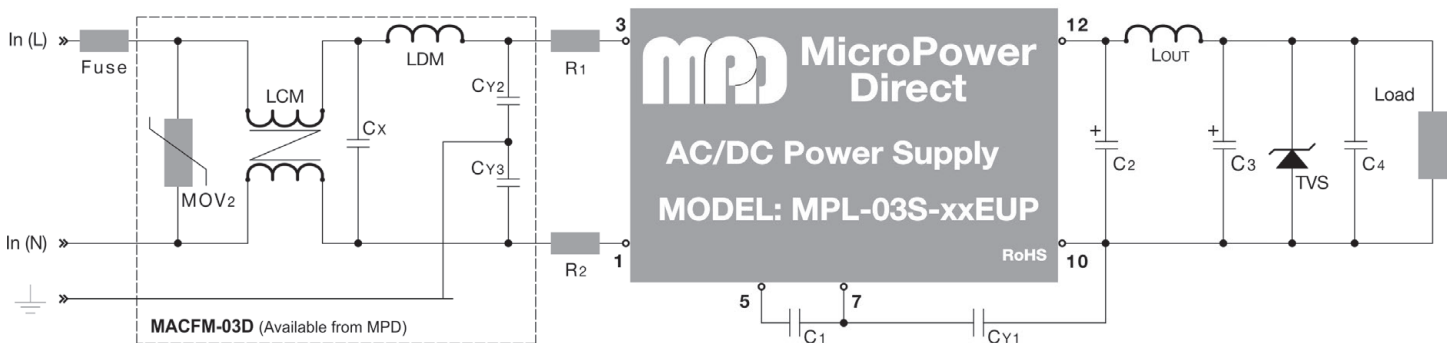 In (L)
Fuse
MOV2
LCM
CX
LDM
CY2
CY3
R1
3
MPD
MicroPower
Direct
AC/DC Power Supply
MODEL: MPL-03S-xxEUP
RoHS
12
LOUT
+
C2
+
C3
TVS
C4
Load
In (N)
R2
1
10
5
7
C1
CY1
MACFM-03D (Available from MPD)